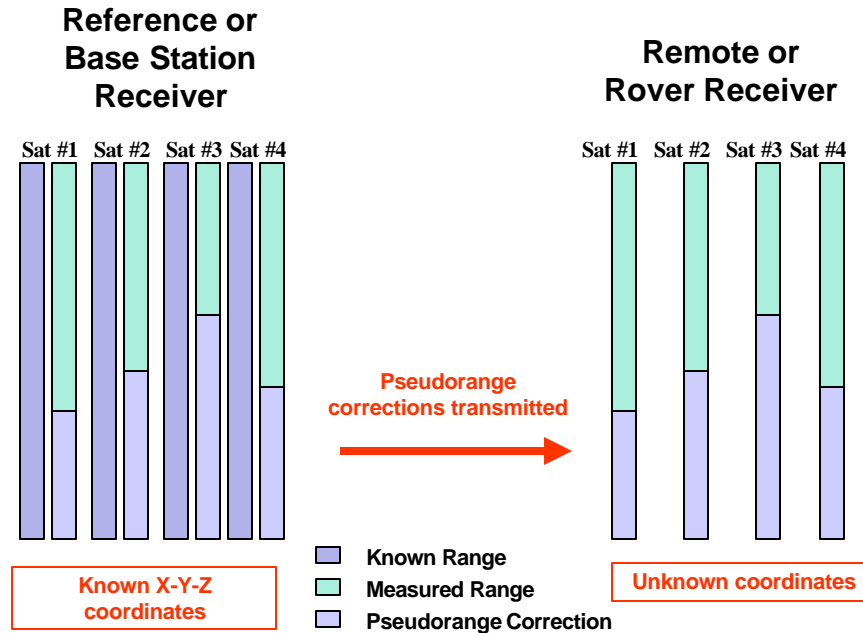 Reference or
Base Station
Receiver
Remote or
Rover Receiver
Sat #1 Sat #2 Sat #3 Sat #4
Sat #1 Sat #2 Sat #3 Sat #4
Pseudorange
corrections transmitted
Known X-Y-Z
coordinates
Known Range
Measured Range
Pseudorange Correction
Unknown coordinates